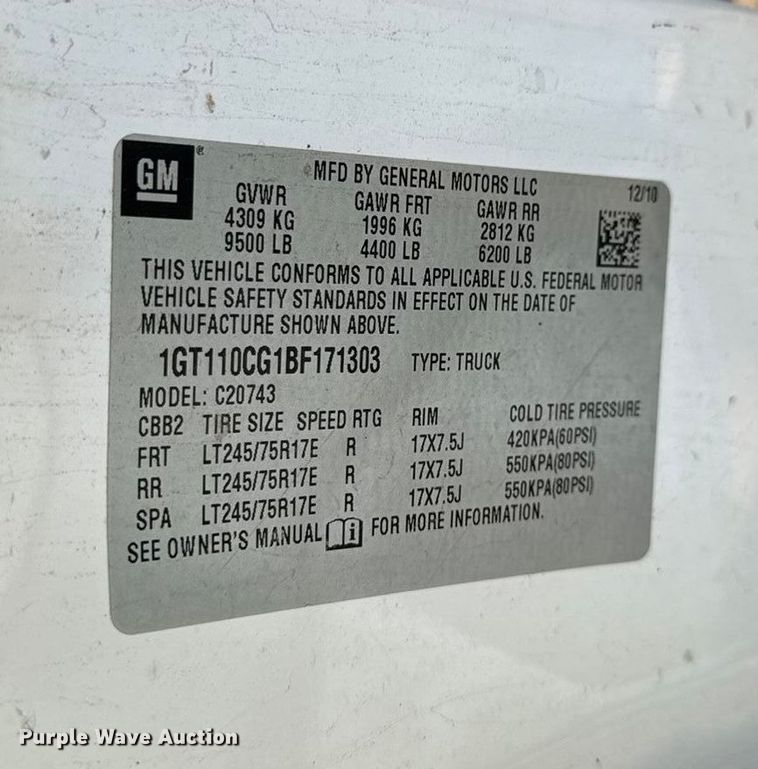 GM®
MFD BY GENERAL MOTORS LLC 12/10
GVWR GAWR FRT GAWR RR
4309 KG 1996 KG 2812 KG
9500 LB 4400 LB 6200 LB
THIS VEHICLE CONFORMS TO ALL APPLICABLE U.S. FEDERAL MOTOR
VEHICLE SAFETY STANDARDS IN EFFECT ON THE DATE OF
MANUFACTURE SHOWN ABOVE.
1GT110CG1BF171303 TYPE: TRUCK
MODEL: C20743
CBB2 TIRE SIZE SPEED RTG RIM COLD TIRE PRESSURE
FRT LT245/75R17E R 17X7.5J 420KPA(60PSI)
RR LT245/75R17E R 17X7.5J 550KPA(80PSI)
SPA LT245/75R17E R 17X7.5J 550KPA(80PSI)
SEE OWNER'S MANUAL i FOR MORE INFORMATION.
Purple Wave Auction